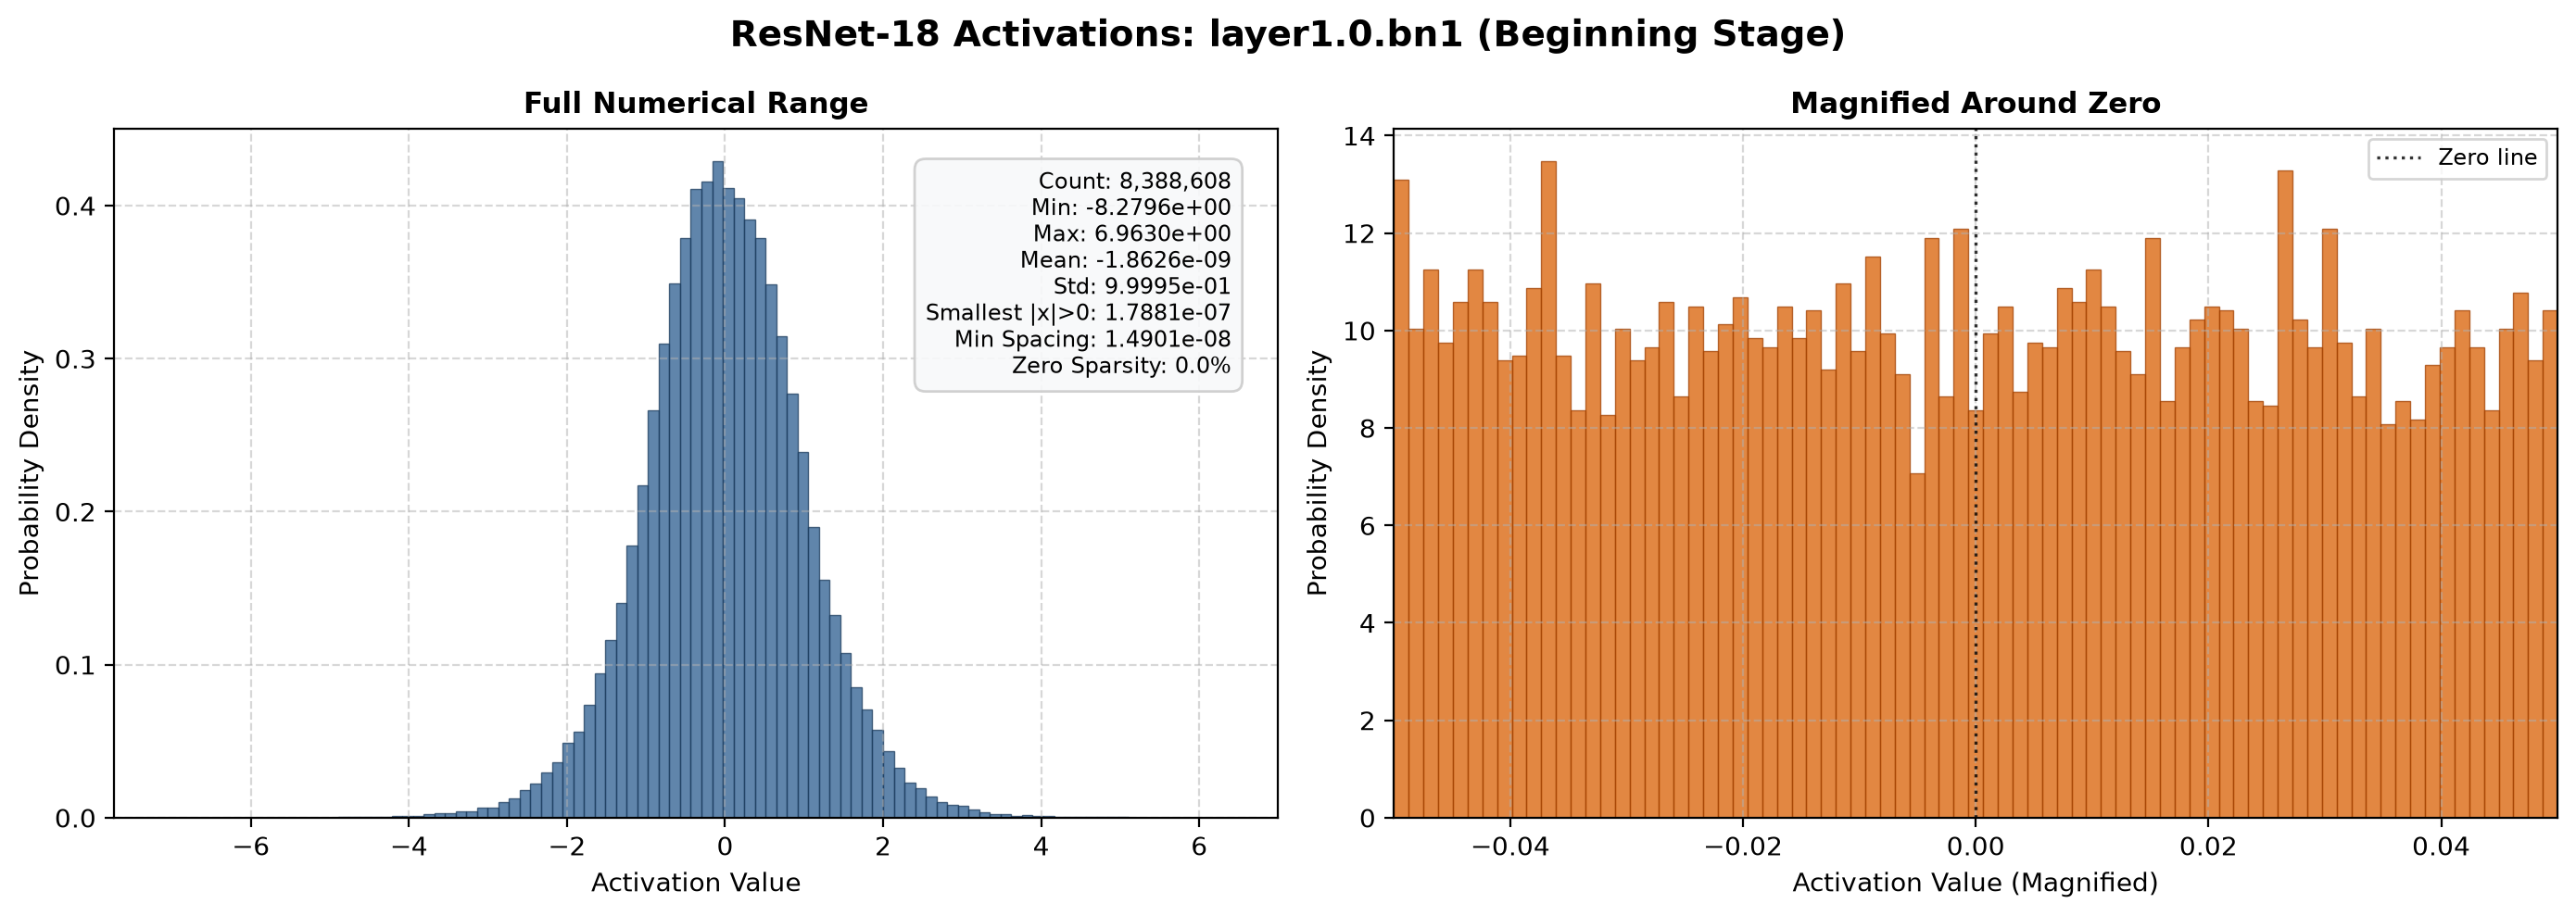 ResNet-18 Activations: layer1.0.bn1 (Beginning Stage)
Full Numerical Range
Probability Density
0.4
0.3
0.2
0.1
0.0
Count: 8,388,608
Min: -8.2796e+00
Max: 6.9630e+00
Mean: -1.8626e-09
Std: 9.9995e-01
Smallest |x|>0: 1.7881e-07
Min Spacing: 1.4901e-08
Zero Sparsity: 0.0%
−6 −4 −2 0 2 4 6
Activation Value
Magnified Around Zero
Probability Density
14
12
10
8
6
4
2
0
Zero line
−0.04 −0.02 0.00 0.02 0.04
Activation Value (Magnified)